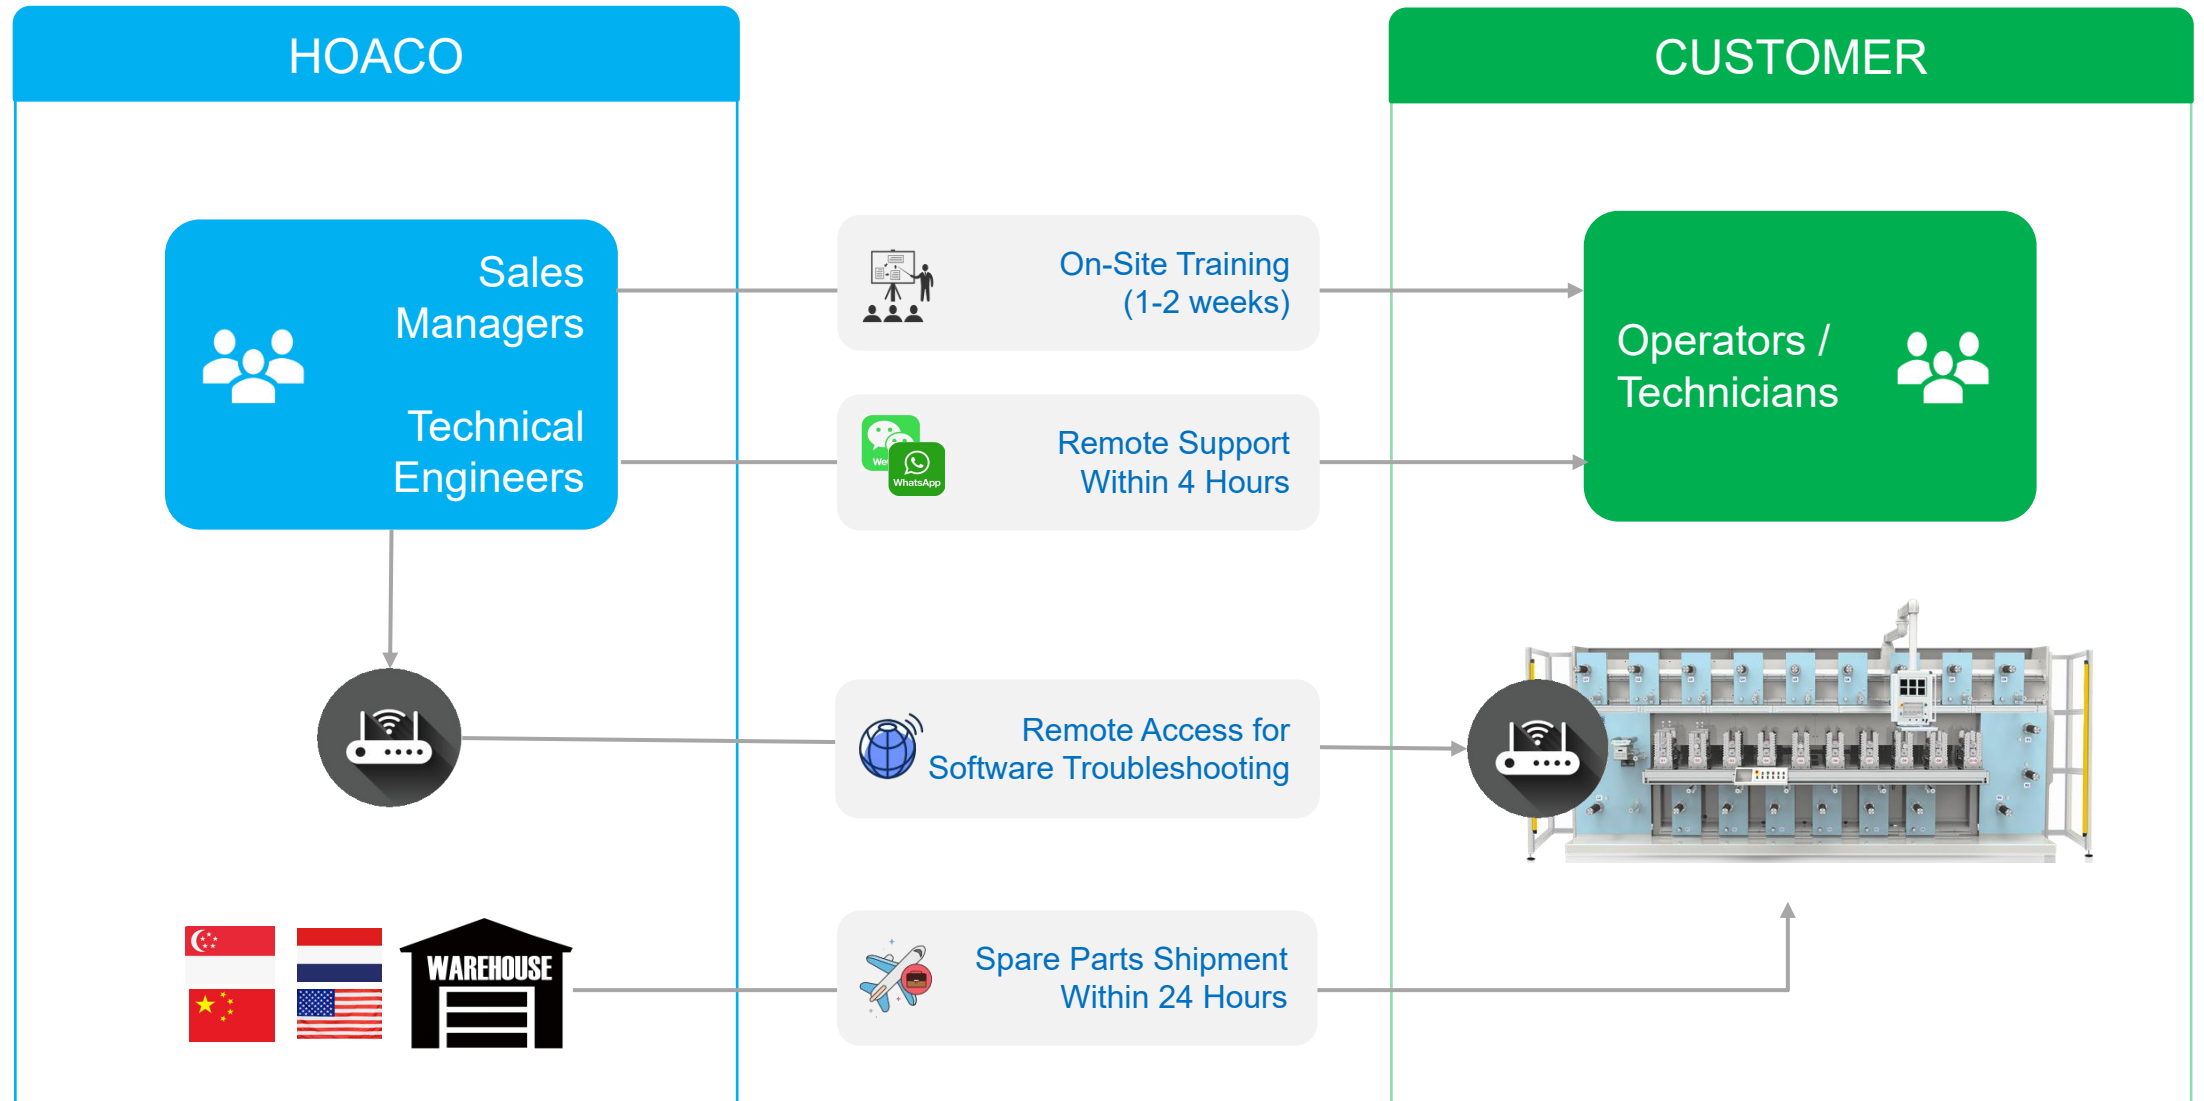 HOACO
CUSTOMER
Sales
Managers
Technical
Engineers
On-Site Training
(1-2 weeks)
We
WhatsApp
Remote Support
Within 4 Hours
Operators /
Technicians
Remote Access for
Software Troubleshooting
WAREHOUSE
Spare Parts Shipment
Within 24 Hours